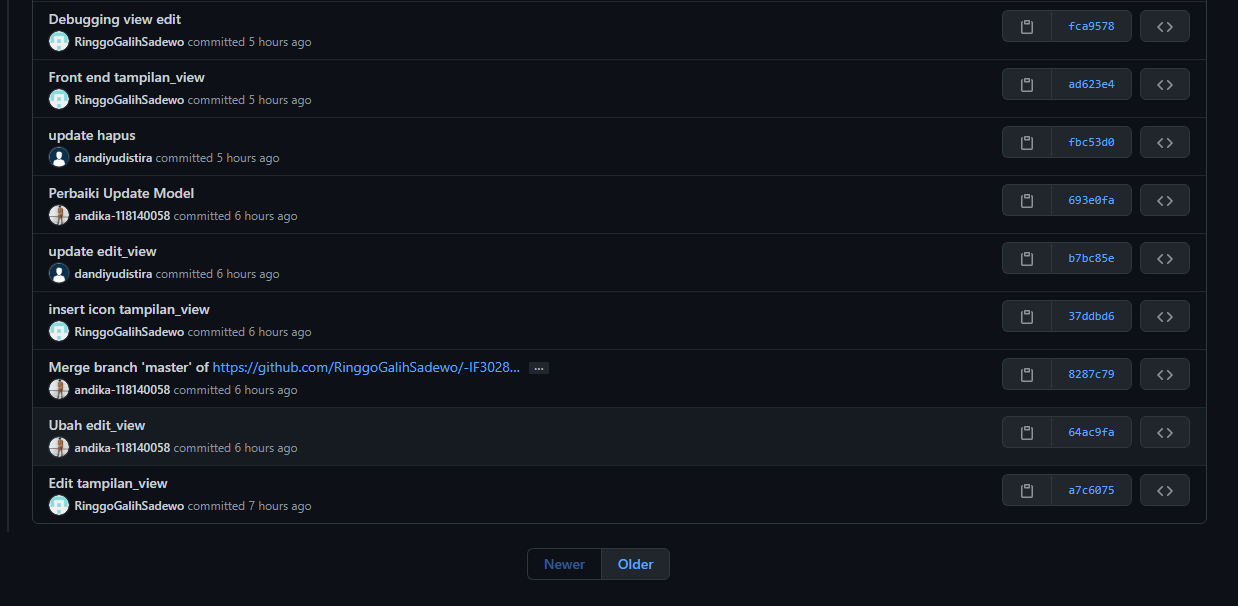 Debugging view edit
fca9578
RinggoGalihSadewo committed 5 hours ago
Front end tampilan_view
ad623e4
RinggoGalihSadewo committed 5 hours ago
update hapus
fbc53d0
dandiyudistira committed 5 hours ago
Perbaiki Update Model
693e0fa
andika-118140058 committed 6 hours ago
update edit_view
b7bc85e
dandiyudistira committed 6 hours ago
insert icon tampilan_view
37ddbd6
RinggoGalihSadewo committed 6 hours ago
Merge branch 'master' of https://github.com/RinggoGalihSadewo/-IF3028... ...
8287c79
andika-118140058 committed 6 hours ago
Ubah edit_view
64ac9fa
andika-118140058 committed 6 hours ago
Edit tampilan_view
a7c6075
RinggoGalihSadewo committed 7 hours ago
Newer Older